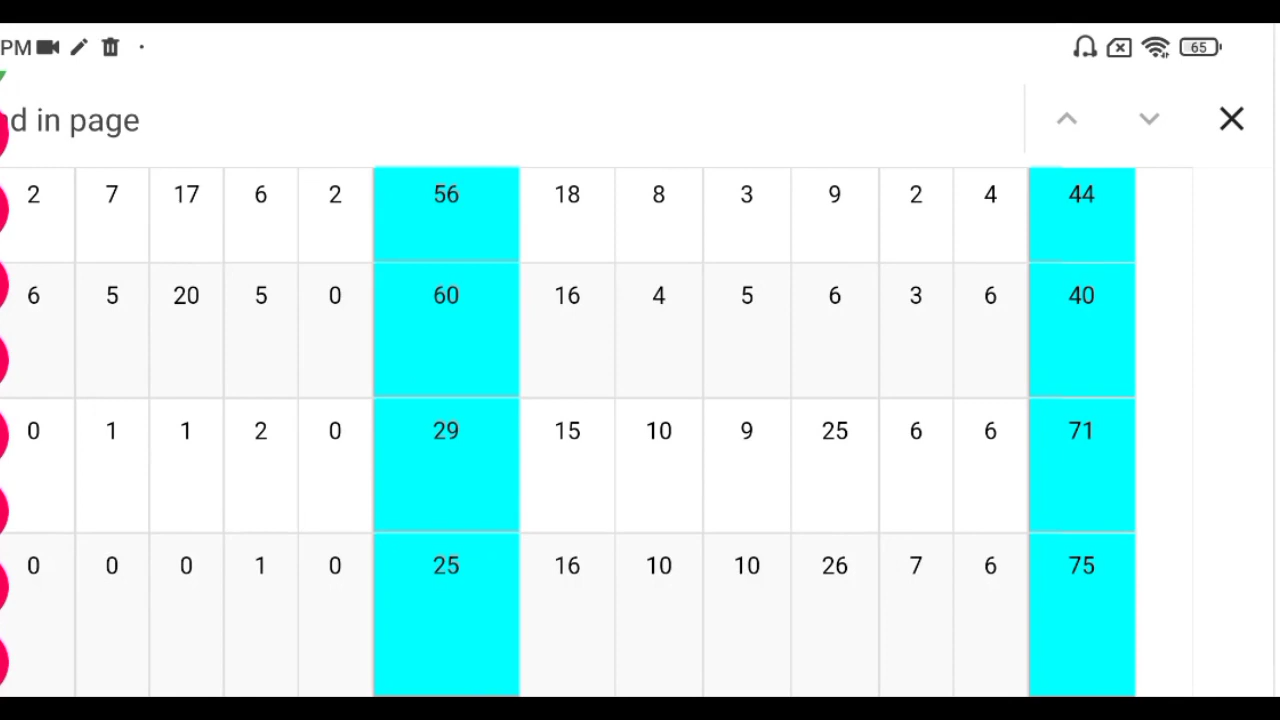 PM 65
d in page
2 7 17 6 2 56 18 8 3 9 2 4 44
6 5 20 5 0 60 16 4 5 6 3 6 40
0 1 1 2 0 29 15 10 9 25 6 6 71
0 0 0 1 0 25 16 10 10 26 7 6 75